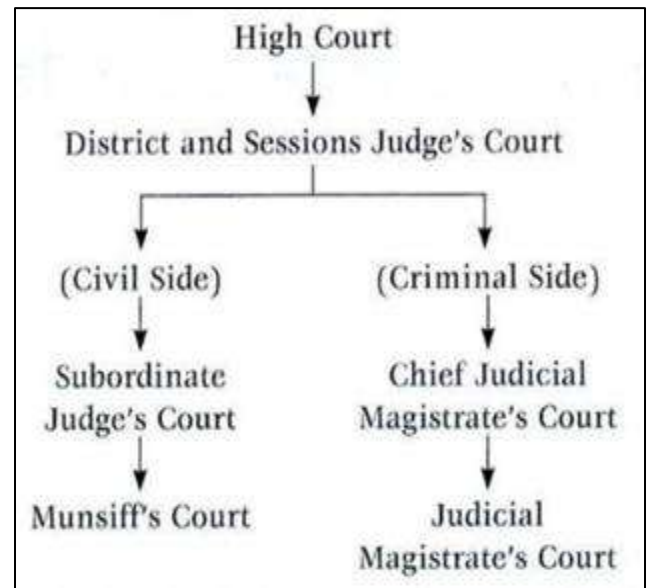 High Court
District and Sessions Judge's Court
(Civil Side)
(Criminal Side)
Subordinate
Judge's Court
Chief Judicial
Magistrate's Court
Munsiff's Court
Judicial
Magistrate's Court